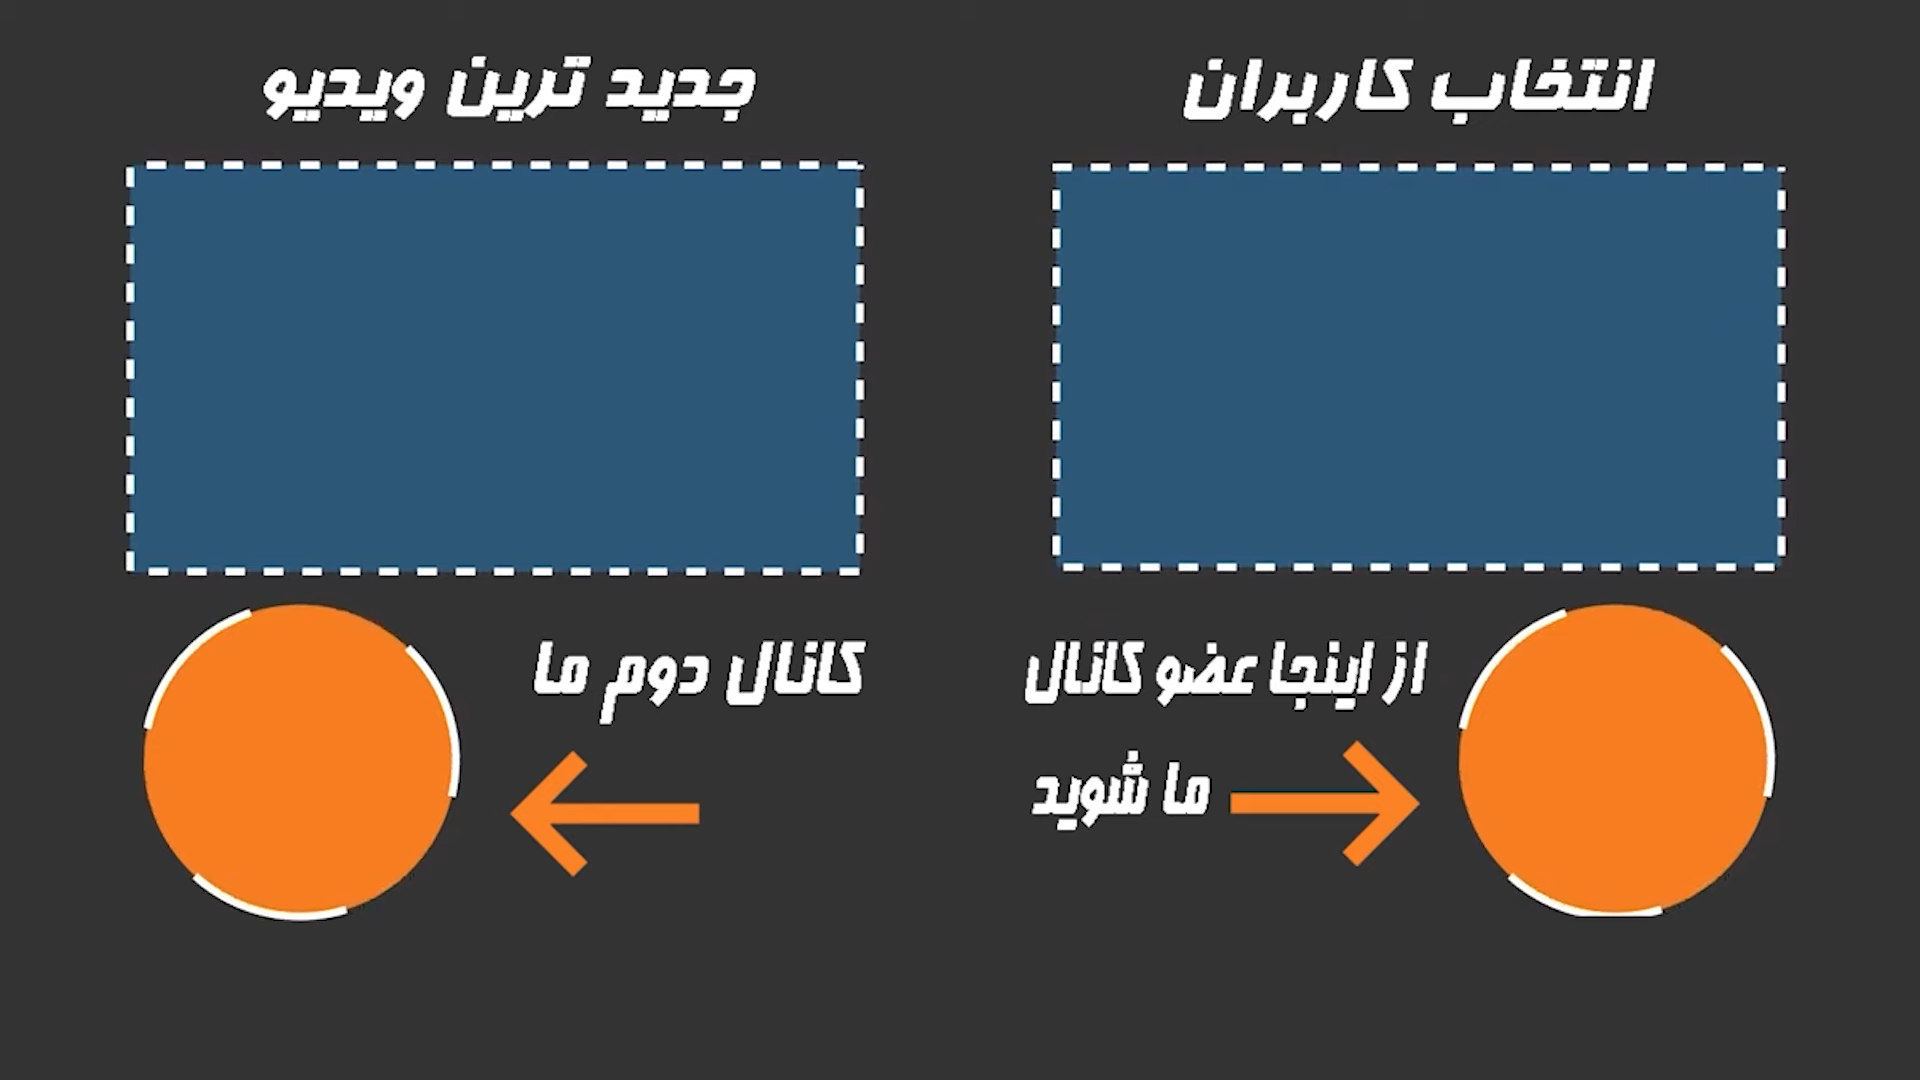 انتخاب کاربران
جدید ترین ویدیو
از اینجا عضو کانال
ما شوید
کانال دوم ما